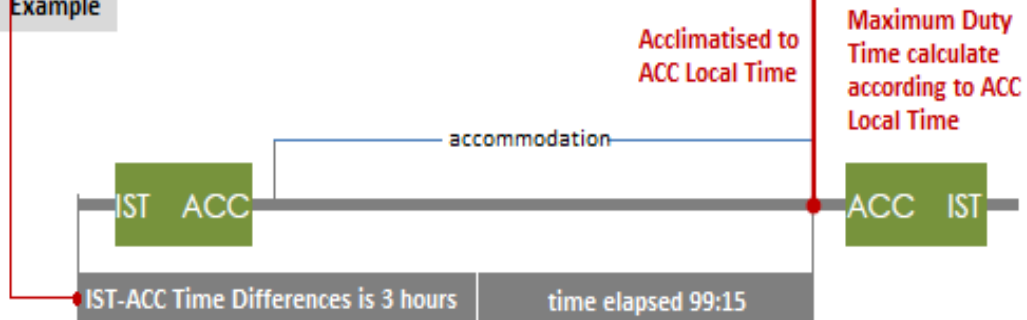 Example
Acclimatised to
ACC Local Time
Maximum Duty
Time calculate
according to ACC
Local Time
accommodation
IST ACC
ACC IST
IST-ACC Time Differences is 3 hours
time elapsed 99:15